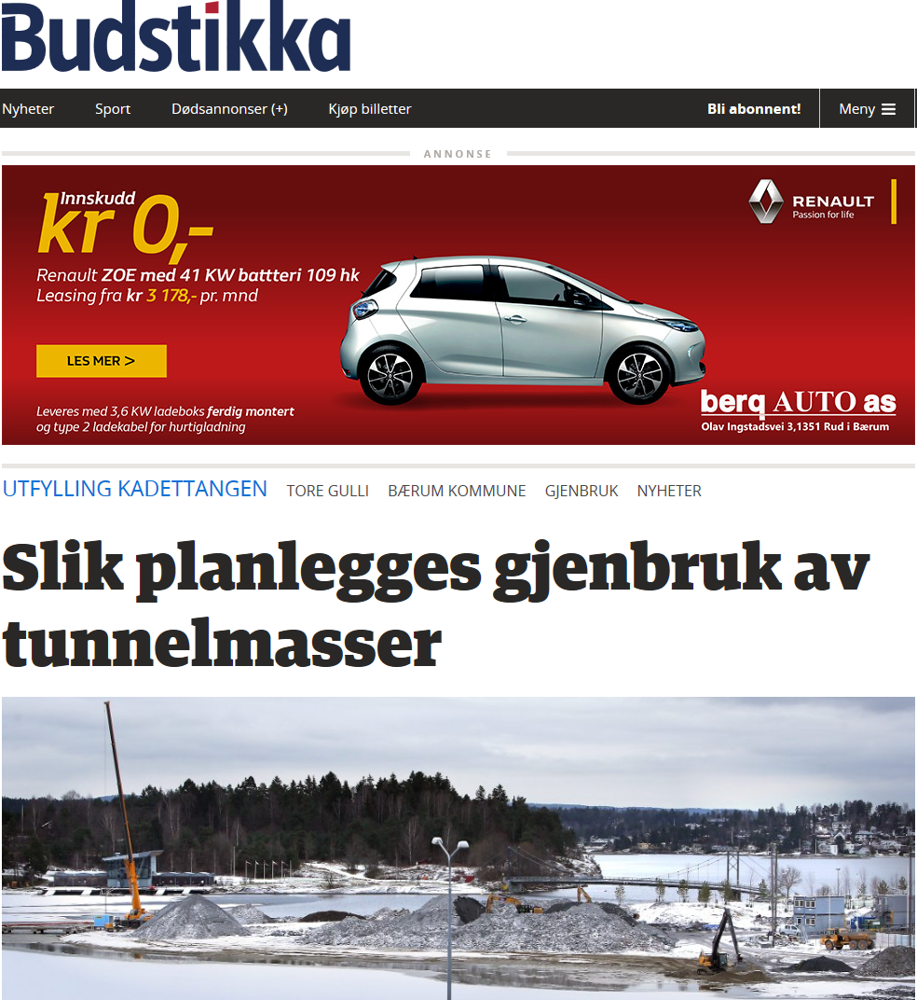 Budstikka
Nyheter Sport Dødsannonser (+) Kjøp billetter Bli abonnent! Meny
ANNONSE
Innskudd
kr 0,-
Renault ZOE med 41 KW battteri 109 hk
Leasing fra kr 3 178,- pr. mnd
LES MER >
Leveres med 3,6 KW ladeboks ferdig montert
og type 2 ladekabel for hurtigladning
RENAULT
Passion for life
berg AUTO as
Olav Ingstadsvei 3,1351 Rud i Bærum
UTFYLLING KADETTANGEN TORE GULLI BÆRUM KOMMUNE GJENBRUK NYHETER
Slik planlegges gjenbruk av
tunnelmasser